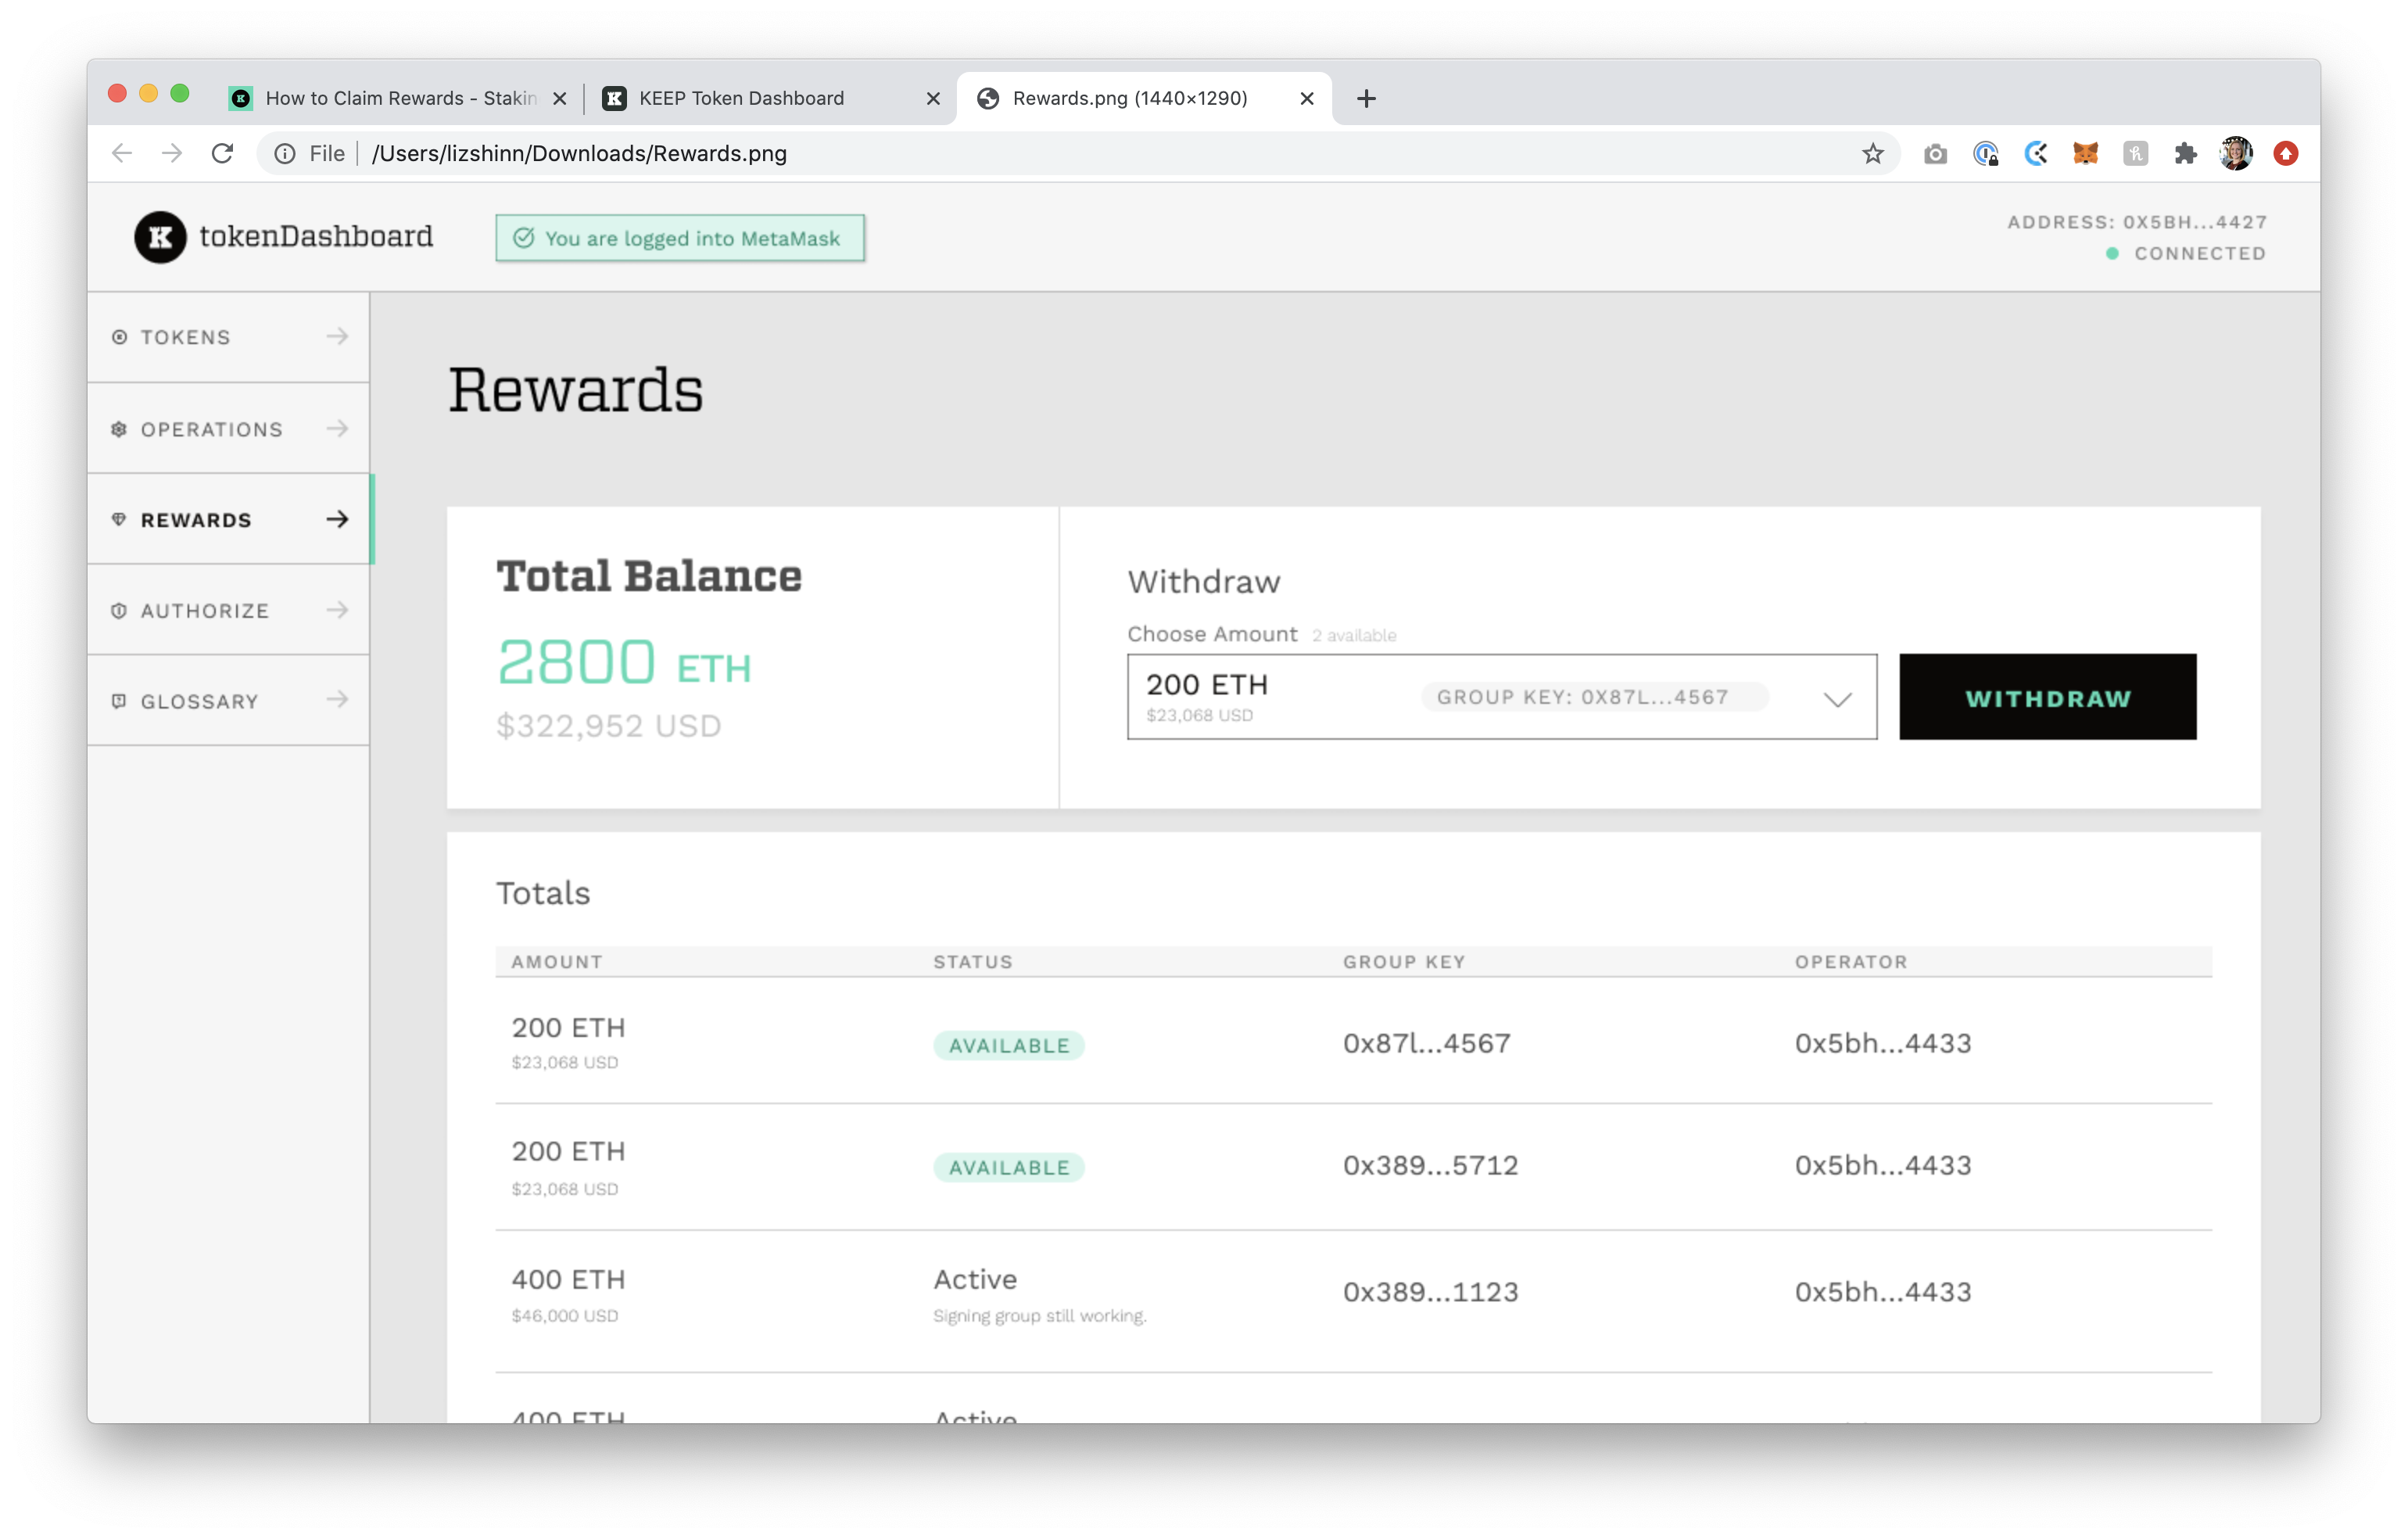 How to Claim Rewards - Stakin
KEEP Token Dashboard
Rewards.png (1440×1290)
File
/Users/lizshinn/Downloads/Rewards.png
K tokenDashboard
You are logged into MetaMask
ADDRESS: 0X5BH...4427
CONNECTED
TOKENS
OPERATIONS
REWARDS
AUTHORIZE
GLOSSARY
Rewards
Total Balance
2800 ETH
$322,952 USD
Withdraw
Choose Amount 2 available
200 ETH
$23,068 USD
GROUP KEY: 0X87L...4567
WITHDRAW
Totals
AMOUNT STATUS GROUP KEY OPERATOR
200 ETH
$23,068 USD
AVAILABLE
0x87l...4567
0x5bh...4433
200 ETH
$23,068 USD
AVAILABLE
0x389...5712
0x5bh...4433
400 ETH
$46,000 USD
Active
Signing group still working.
0x389...1123
0x5bh...4433
400 ETH
Active